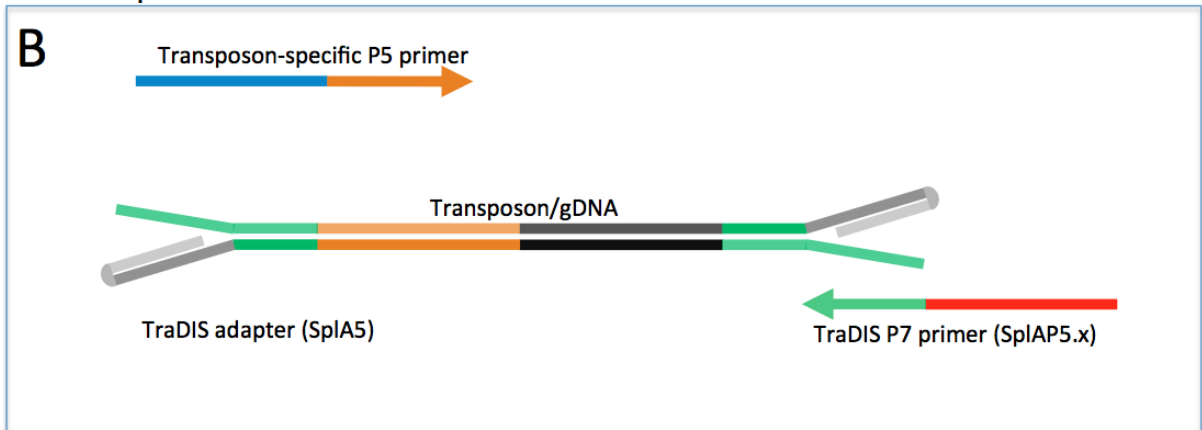 B
Transposon-specific P5 primer
Transposon/gDNA
TraDIS adapter (SplA5)
TraDIS P7 primer (SplAP5.x)